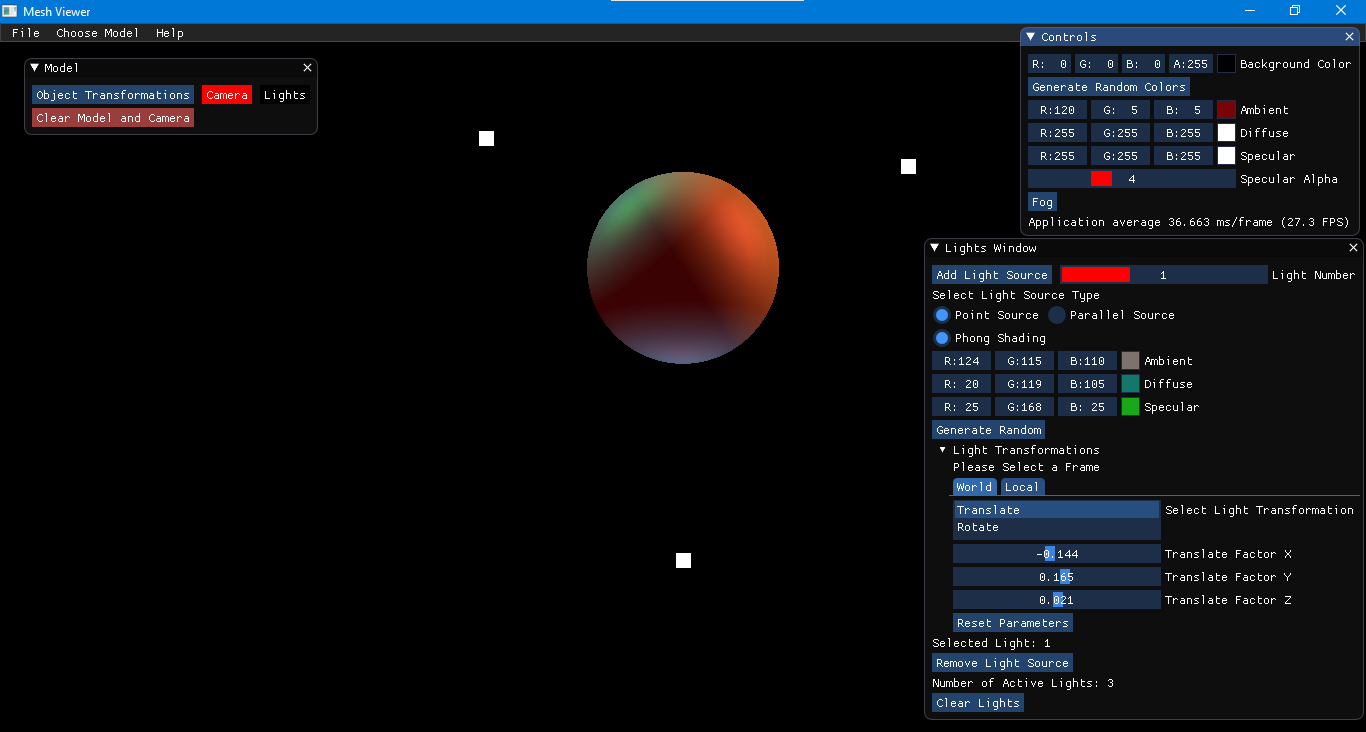 Mesh Viewer
File Choose Model Help
Model
Object Transformations Camera Lights
Clear Model and Camera
Controls
R: 0 G: 0 B: 0 A:255 Background Color
Generate Random Colors
R:120 G: 5 B: 5 Ambient
R:255 G:255 B:255 Diffuse
R:255 G:255 B:255 Specular
4 Specular Alpha
Fog
Application average 36.663 ms/frame (27.3 FPS)
Lights Window
Add Light Source 1 Light Number
Select Light Source Type
Point Source Parallel Source
Phong Shading
R:124 G:115 B:110 Ambient
R: 20 G:119 B:105 Diffuse
R: 25 G:168 B: 25 Specular
Generate Random
Light Transformations
Please Select a Frame
World Local
Translate Select Light Transformation
Rotate
-0.144 Translate Factor X
0.165 Translate Factor Y
0.021 Translate Factor Z
Reset Parameters
Selected Light: 1
Remove Light Source
Number of Active Lights: 3
Clear Lights